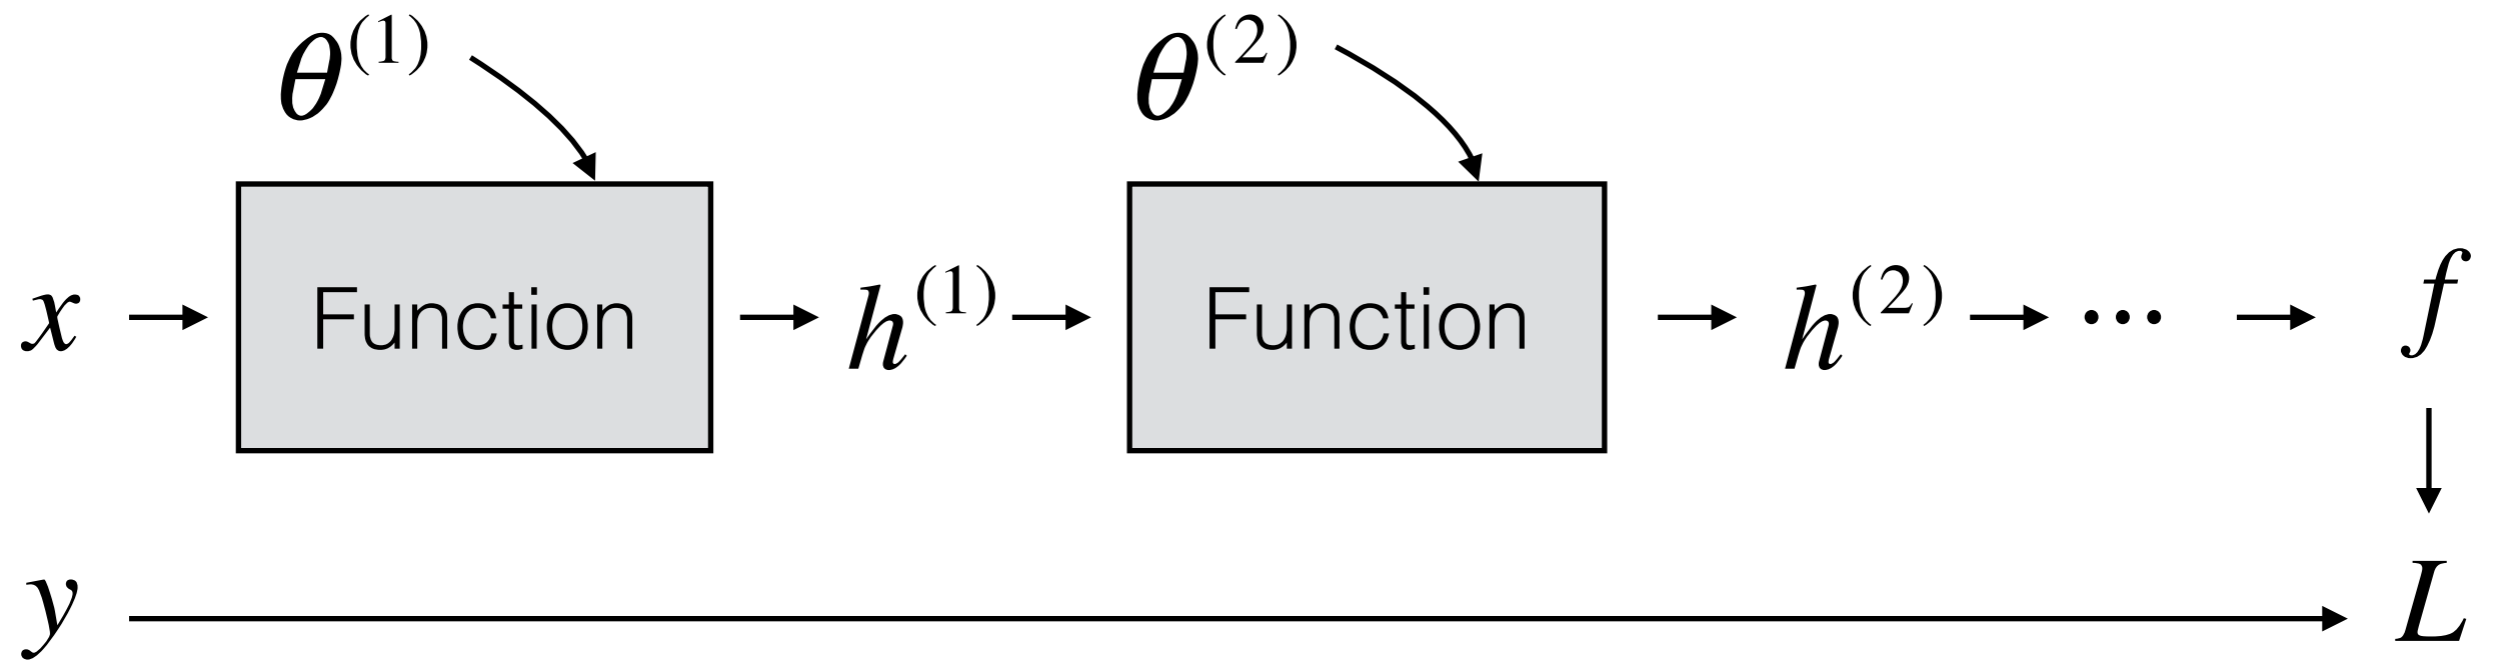 θ(1) θ(2)
x Function h(1) Function h(2) ... f
y L